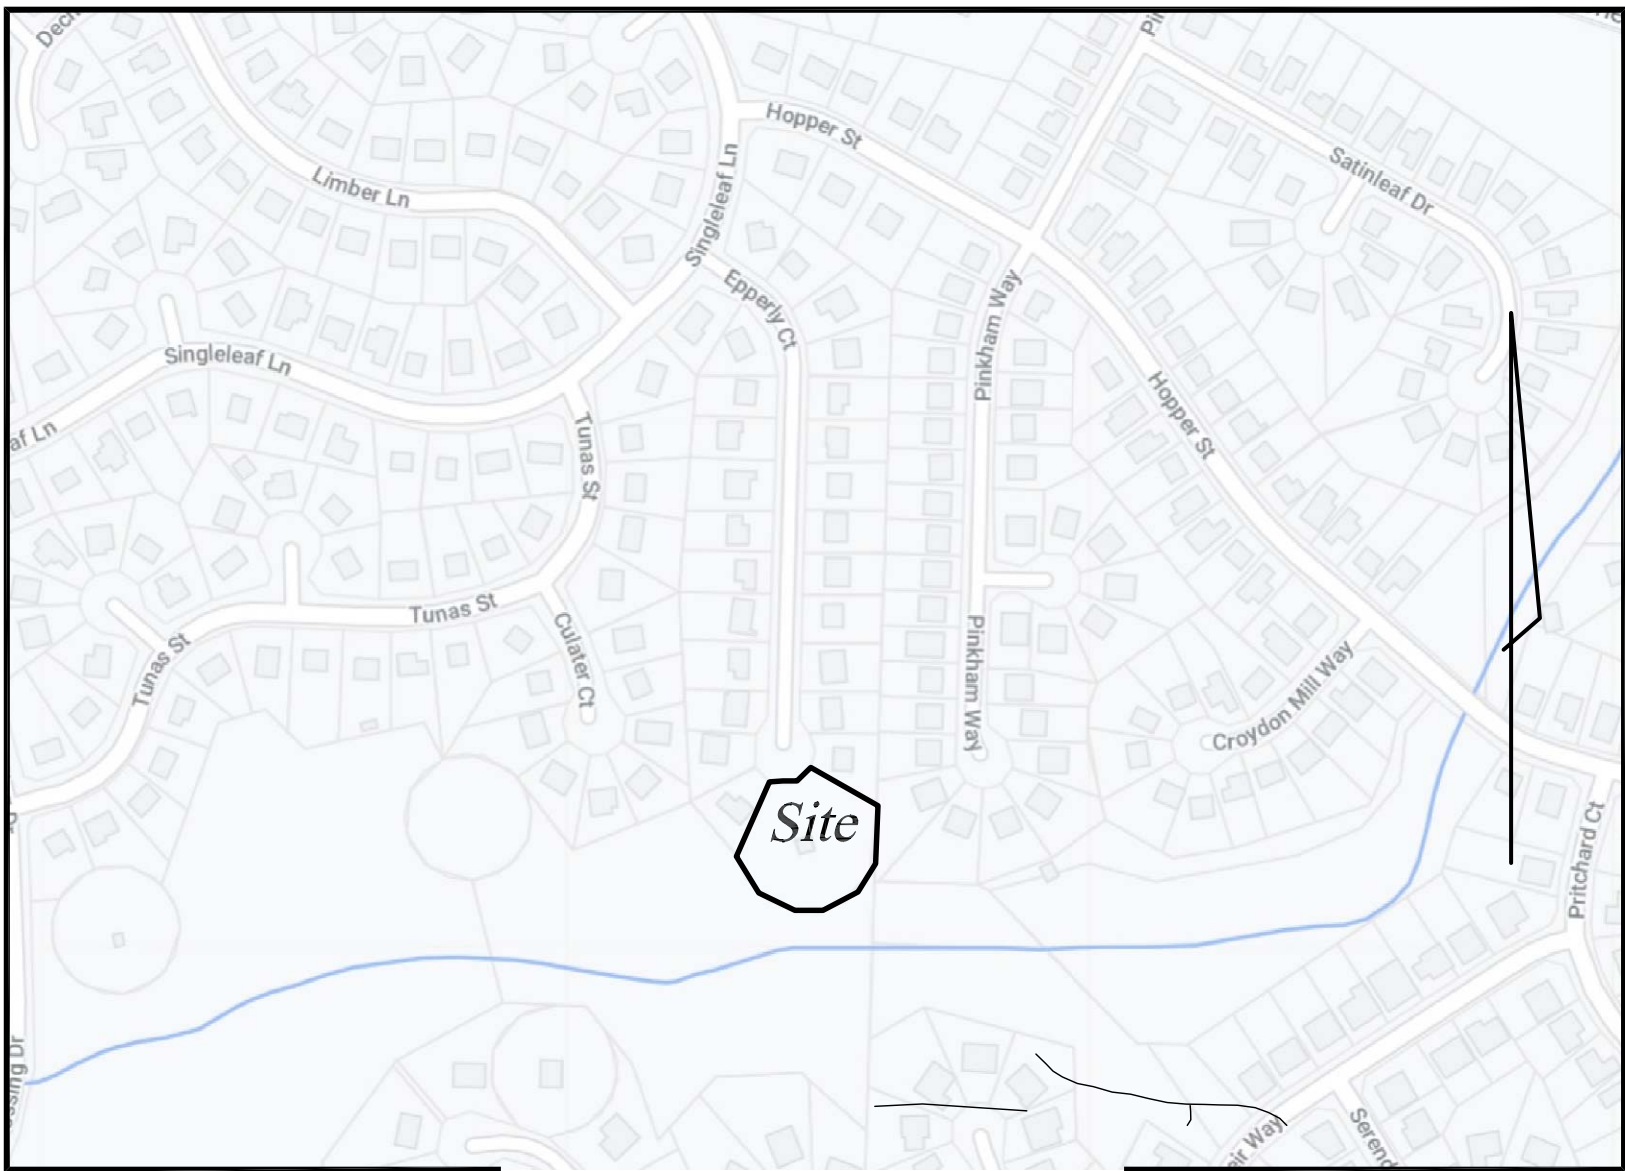 Hopper St
Satinleaf Dr
Limber Ln
Singleleaf Ln
Epperly Ct
Pinkham Way
Singleleaf Ln
Hopper St
Tunas St
Tunas St
Culater Ct
Tunas St
Pinkham Way
Croydon Mill Way
Site
Pritchard Ct